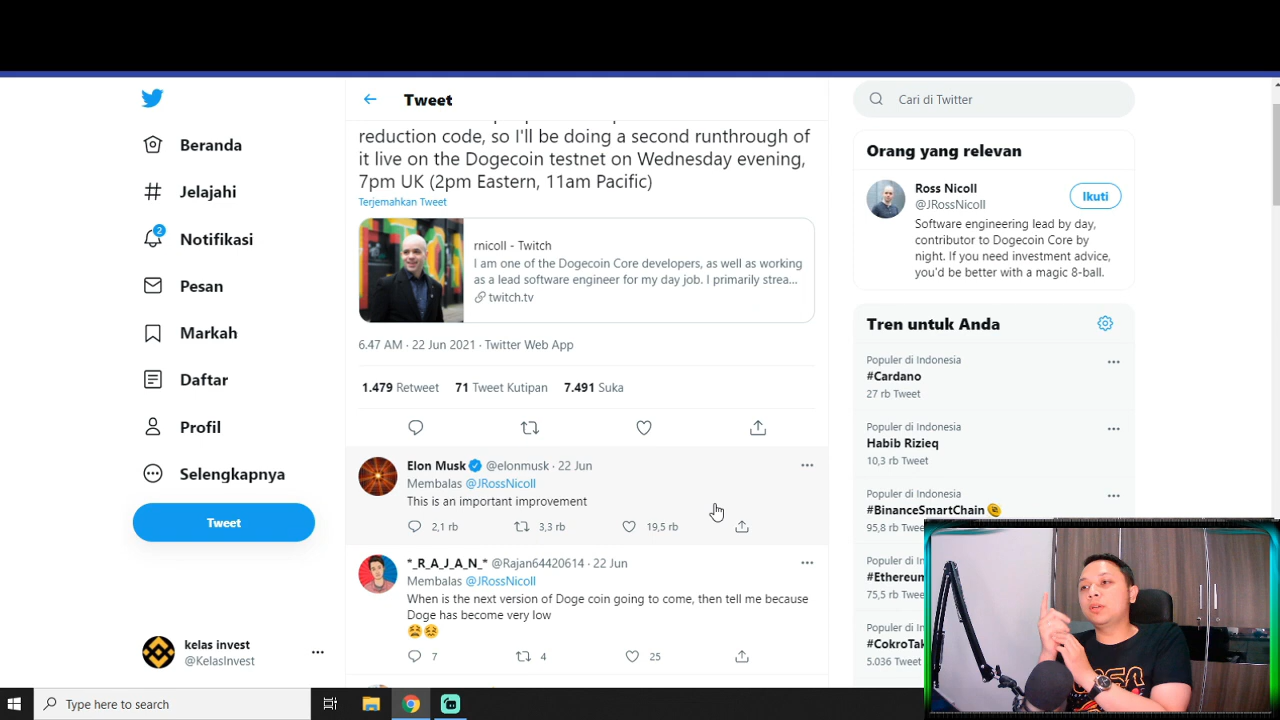 Tweet
Cari di Twitter
reduction code, so I'll be doing a second runthrough of
it live on the Dogecoin testnet on Wednesday evening,
7pm UK (2pm Eastern, 11am Pacific)
Terjemahkan Tweet
rnicoll - Twitch
I am one of the Dogecoin Core developers, as well as working
as a lead software engineer for my day job. I primarily strea...
twitch.tv
6.47 AM · 22 Jun 2021 · Twitter Web App
1.479 Retweet 71 Tweet Kutipan 7.491 Suka
Elon Musk @elonmusk · 22 Jun
Membalas @JRossNicoll
This is an important improvement
2,1 rb 3,3 rb 19,5 rb
*_R_A_J_A_N_* @Rajan64420614 · 22 Jun
Membalas @JRossNicoll
When is the next version of Doge coin going to come, then tell me because
Doge has become very low
😩😣
7 4 25
Beranda
Jelajahi
2
Notifikasi
Pesan
Markah
Daftar
Profil
Selengkapnya
Tweet
kelas invest
@KelasInvest
Orang yang relevan
Ross Nicoll
@JRossNicoll
Ikuti
Software engineering lead by day,
contributor to Dogecoin Core by
night. If you need investment advice,
you'd be better with a magic 8-ball.
Tren untuk Anda
Populer di Indonesia
#Cardano
27 rb Tweet
Populer di Indonesia
Habib Rizieq
10,3 rb Tweet
Populer di Indonesia
#BinanceSmartChain
95,8 rb
Populer di
75,5 rb
Populer di
5.036 Tweet
Type here to search